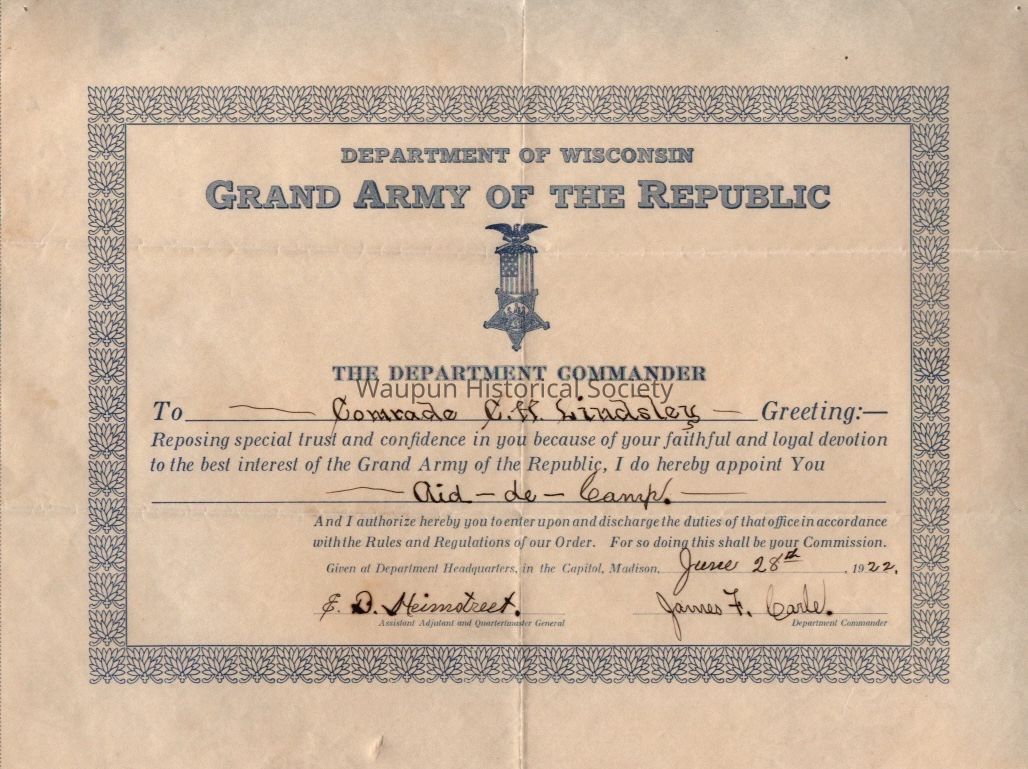 DEPARTMENT OF WISCONSIN
GRAND ARMY OF THE REPUBLIC
THE DEPARTMENT COMMANDER
Waupun Historical Society
To Comrade C. K. Lindsley Greeting:—
Reposing special trust and confidence in you because of your faithful and loyal devotion
to the best interest of the Grand Army of the Republic, I do hereby appoint You
Aid-de-Camp.
And I authorize hereby you to enter upon and discharge the duties of that office in accordance
with the Rules and Regulations of our Order. For so doing this shall be your Commission.
Given at Department Headquarters, in the Capitol, Madison, June 28th, 1922.
E. D. Heimstreet. James F. Carle.
Assistant Adjutant and Quartermaster General Department Commander